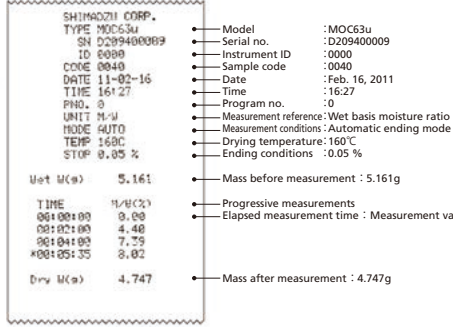 SHIMADZU CORP.
TYPE MOC63u
SN D209400009
ID 0000
CODE 0040
DATE 11-02-16
TIME 16:27
PNO. 0
UNIT M/W
MODE AUTO
TEMP 160C
STOP 0.05 %
Wet W(g) 5.161
TIME M/W(%)
00:00:00 0.00
00:02:00 4.40
00:04:00 7.39
*00:05:35 8.02
Dry W(g) 4.747
Model :MOC63u
Serial no. :D209400009
Instrument ID :0000
Sample code :0040
Date :Feb. 16, 2011
Time :16:27
Program no. :0
Measurement reference:Wet basis moisture ratio
Measurement conditions:Automatic ending mode
Drying temperature:160℃
Ending conditions :0.05 %
Mass before measurement : 5.161g
Progressive measurements
Elapsed measurement time : Measurement va
Mass after measurement : 4.747g